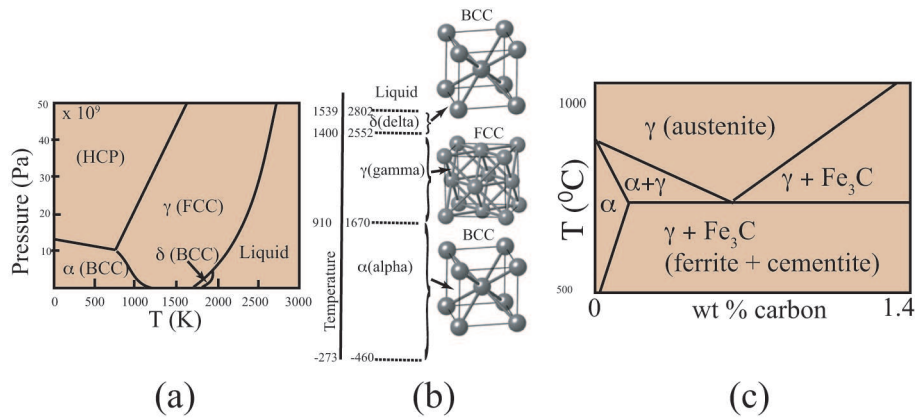 50
x 10⁹
40
(HCP)
30
γ (FCC)
20
10
α (BCC)
δ (BCC)
Liquid
0
500
1000
1500
2000
2500
3000
Pressure (Pa)
T (K)
(a)
BCC
Liquid
1539 2802
δ(delta)
1400 2552
FCC
γ(gamma)
910 1670
BCC
α(alpha)
Temperature
-273 -460
(b)
1000
γ (austenite)
α+γ
γ + Fe₃C
α
γ + Fe₃C
(ferrite + cementite)
T (⁰C)
500
0
wt % carbon
1.4
(c)